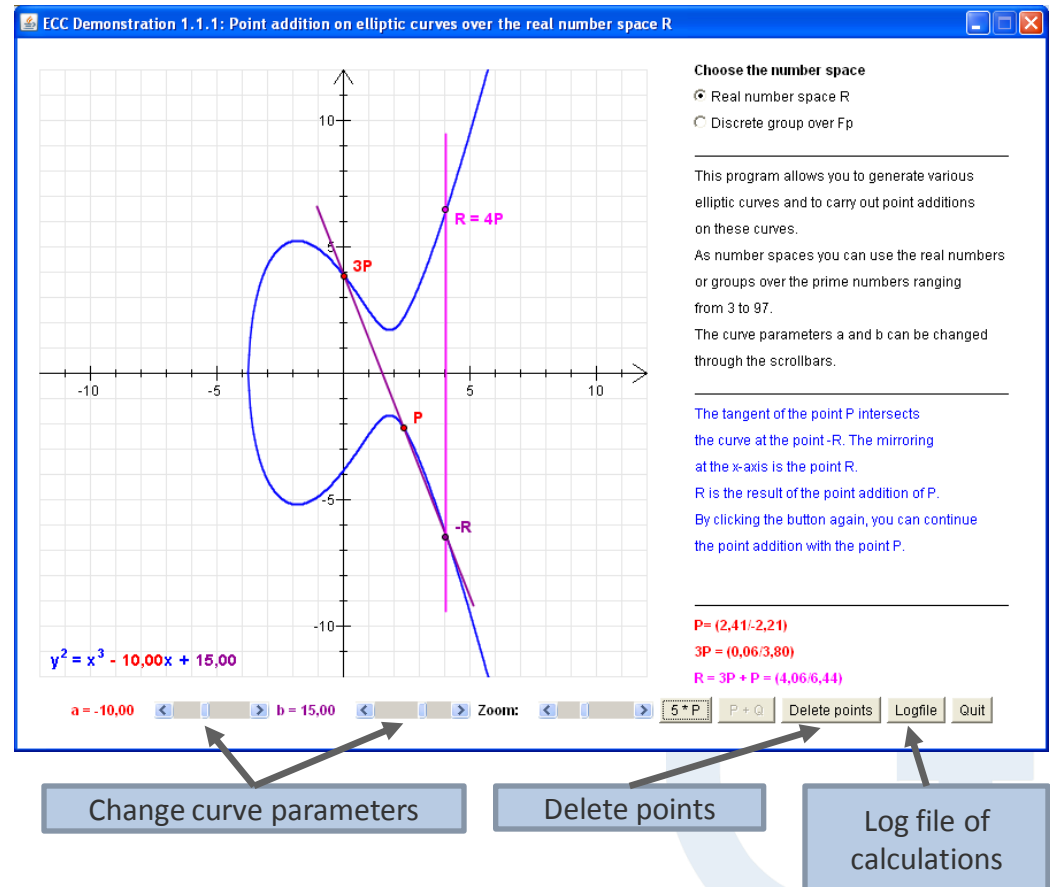 ECC Demonstration 1.1.1: Point addition on elliptic curves over the real number space R
10
R = 4P
5
3P
-10
-5
5
10
P
-5
-R
-10
y² = x³ - 10,00x + 15,00
Choose the number space
Real number space R
Discrete group over Fp
This program allows you to generate various
elliptic curves and to carry out point additions
on these curves.
As number spaces you can use the real numbers
or groups over the prime numbers ranging
from 3 to 97.
The curve parameters a and b can be changed
through the scrollbars.
The tangent of the point P intersects
the curve at the point -R. The mirroring
at the x-axis is the point R.
R is the result of the point addition of P.
By clicking the button again, you can continue
the point addition with the point P.
P= (2,41/-2,21)
3P = (0,06/3,80)
R = 3P + P = (4,06/6,44)
a = -10,00 b = 15,00 Zoom: 5 * P P + Q Delete points Logfile Quit
Change curve parameters
Delete points
Log file of
calculations